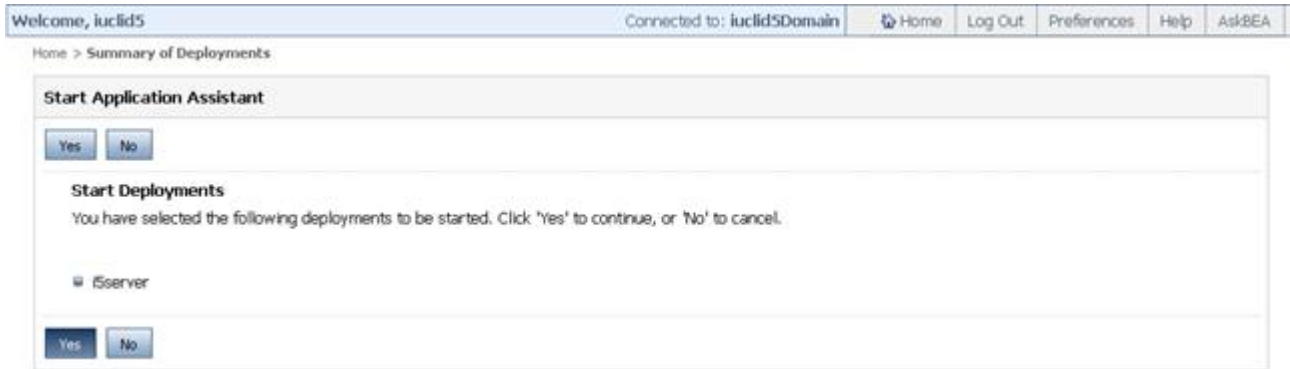 Welcome, iuclid5 Connected to: iuclid5Domain Home Log Out Preferences Help AskBEA
Home > Summary of Deployments
Start Application Assistant
Yes No
Start Deployments
You have selected the following deployments to be started. Click 'Yes' to continue, or 'No' to cancel.
i5server
Yes No